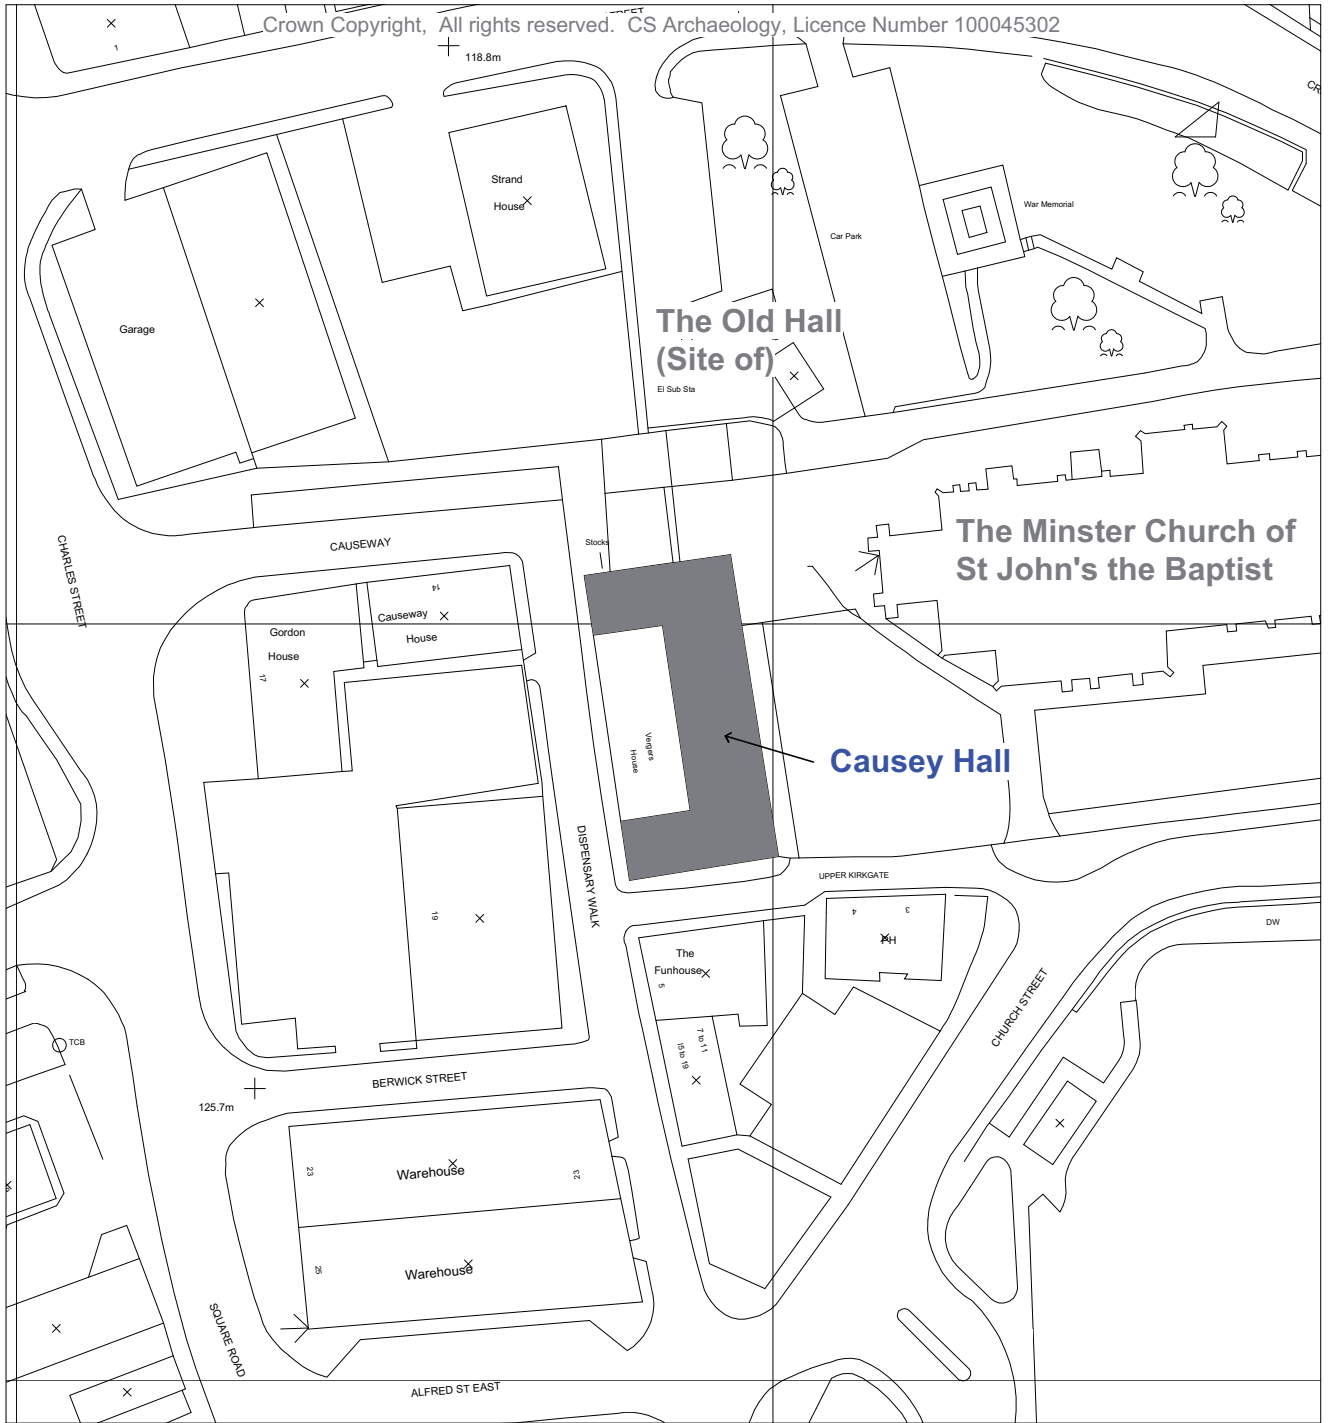 STREET
Crown Copyright, All rights reserved. CS Archaeology, Licence Number 100045302
1
118.8m
Strand
House
War Memorial
Car Park
Garage
The Old Hall
(Site of)
El Sub Sta
CHARLES STREET
CAUSEWAY
Stocks
The Minster Church of
St John's the Baptist
14
Causeway
House
Gordon
House
17
Vergers
House
Causey Hall
DISPENSARY WALK
UPPER KIRKGATE
19
4
3
PH
DW
The
Funhouse
5
7 to 11
15 to 19
CHURCH STREET
TCB
BERWICK STREET
125.7m
23
Warehouse
23
25
Warehouse
SQUARE ROAD
ALFRED ST EAST